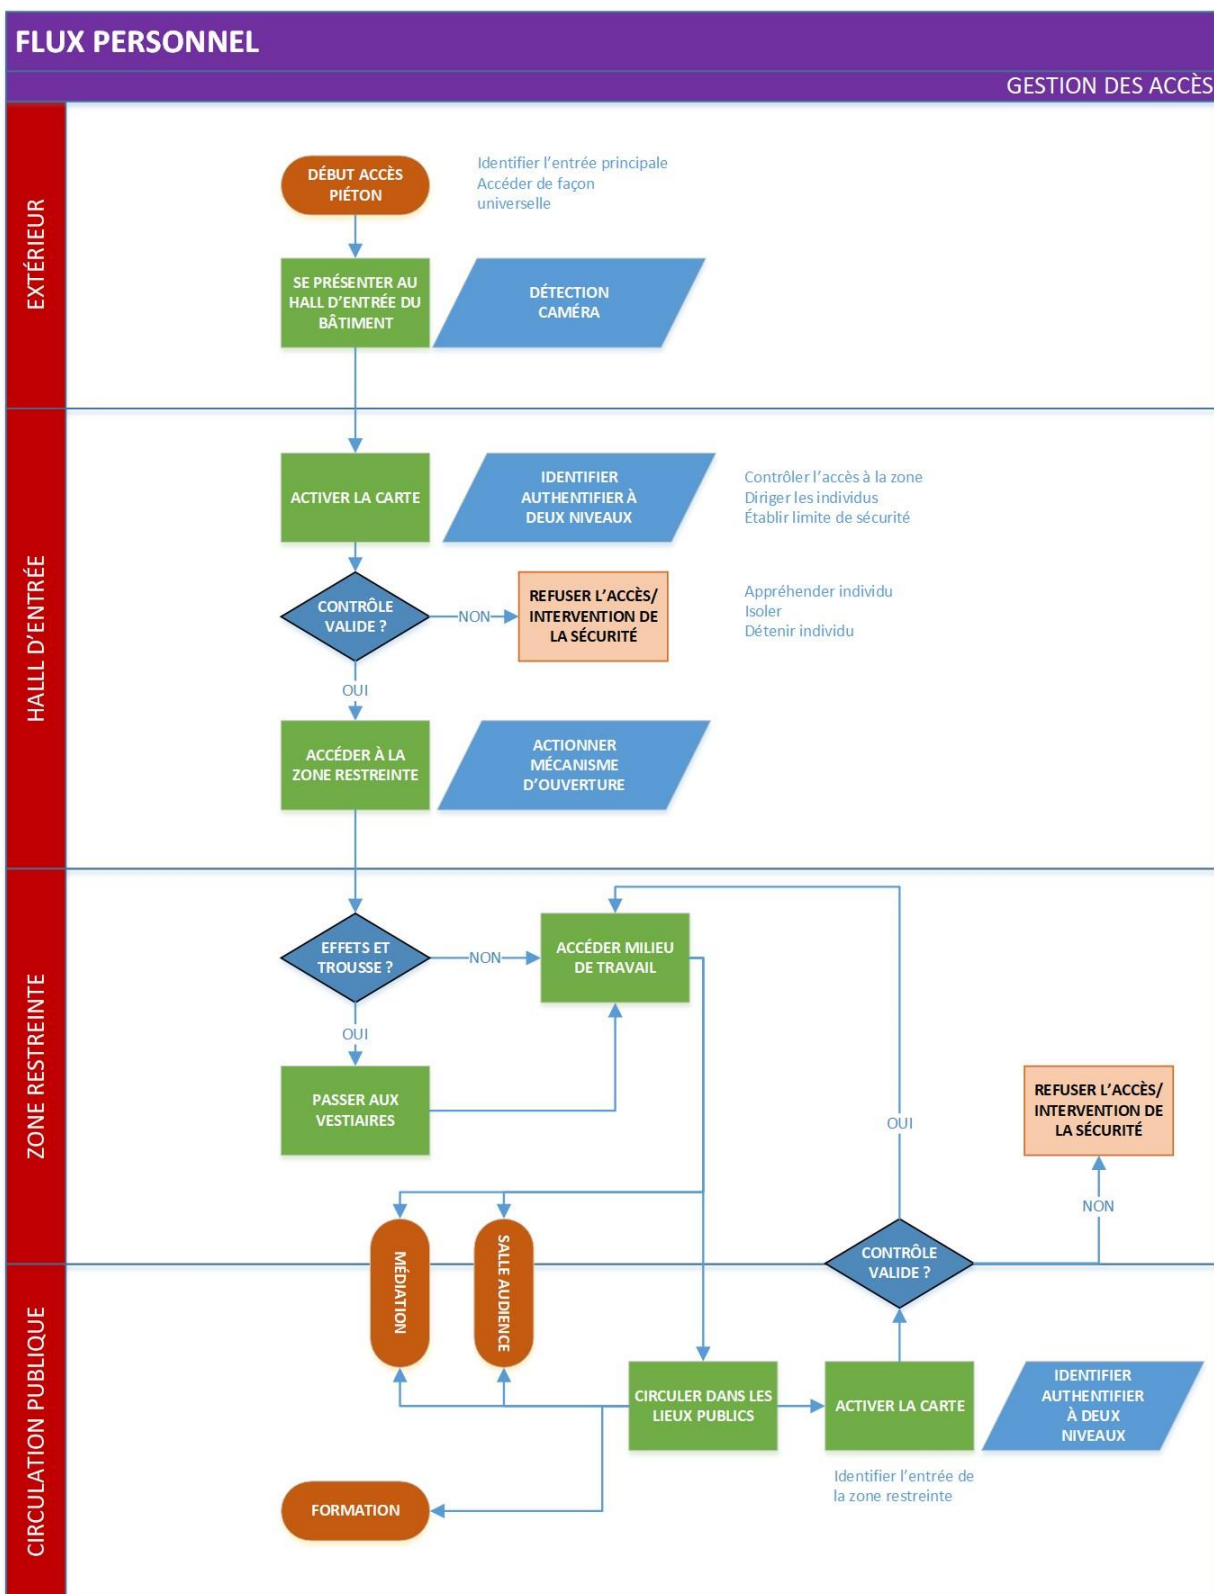 FLUX PERSONNEL
GESTION DES ACCÈS
EXTÉRIEUR
DÉBUT ACCÈS
PIÉTON
Identifier l'entrée principale
Accéder de façon
universelle
SE PRÉSENTER AU
HALL D'ENTRÉE DU
BÂTIMENT
DÉTECTION
CAMÉRA
HALLL D'ENTRÉE
ACTIVER LA CARTE
IDENTIFIER
AUTHENTIFIER À
DEUX NIVEAUX
Contrôler l'accès à la zone
Diriger les individus
Établir limite de sécurité
CONTRÔLE
VALIDE ?
NON
REFUSER L'ACCÈS/
INTERVENTION DE
LA SÉCURITÉ
Appréhender individu
Isoler
Détenir individu
OUI
ACCÉDER À LA
ZONE RESTREINTE
ACTIONNER
MÉCANISME
D'OUVERTURE
ZONE RESTREINTE
EFFETS ET
TROUSSE ?
NON
ACCÉDER MILIEU
DE TRAVAIL
OUI
PASSER AUX
VESTIAIRES
OUI
REFUSER L'ACCÈS/
INTERVENTION DE
LA SÉCURITÉ
NON
CONTRÔLE
VALIDE ?
MÉDIATION
SALLE AUDIENCE
CIRCULATION PUBLIQUE
CIRCULER DANS LES
LIEUX PUBLICS
ACTIVER LA CARTE
IDENTIFIER
AUTHENTIFIER
À DEUX
NIVEAUX
Identifier l'entrée de
la zone restreinte
FORMATION